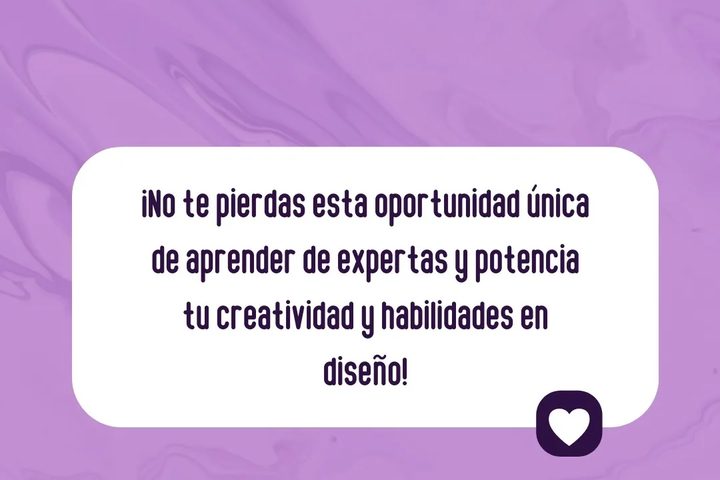 ¡No te pierdas esta oportunidad única
de aprender de expertas y potencia
tu creatividad y habilidades en
diseño!